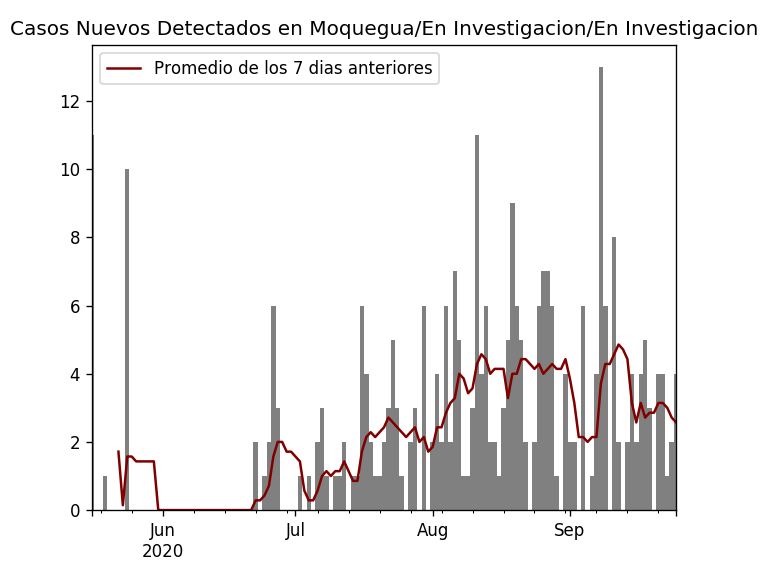 Casos Nuevos Detectados en Moquegua/En Investigacion/En Investigacion
Promedio de los 7 dias anteriores
12
10
8
6
4
2
0
Jun
2020
Jul
Aug
Sep